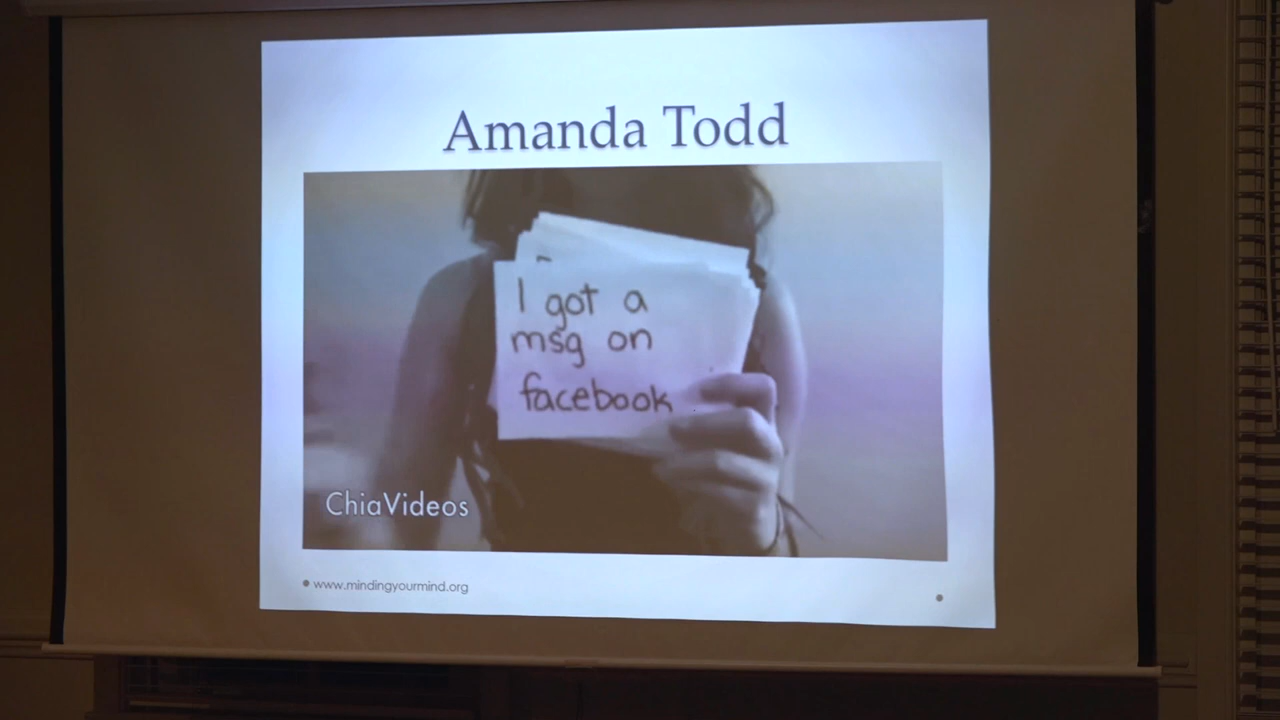 Amanda Todd
I got a
msg on
facebook
ChiaVideos
www.mindingyourmind.org